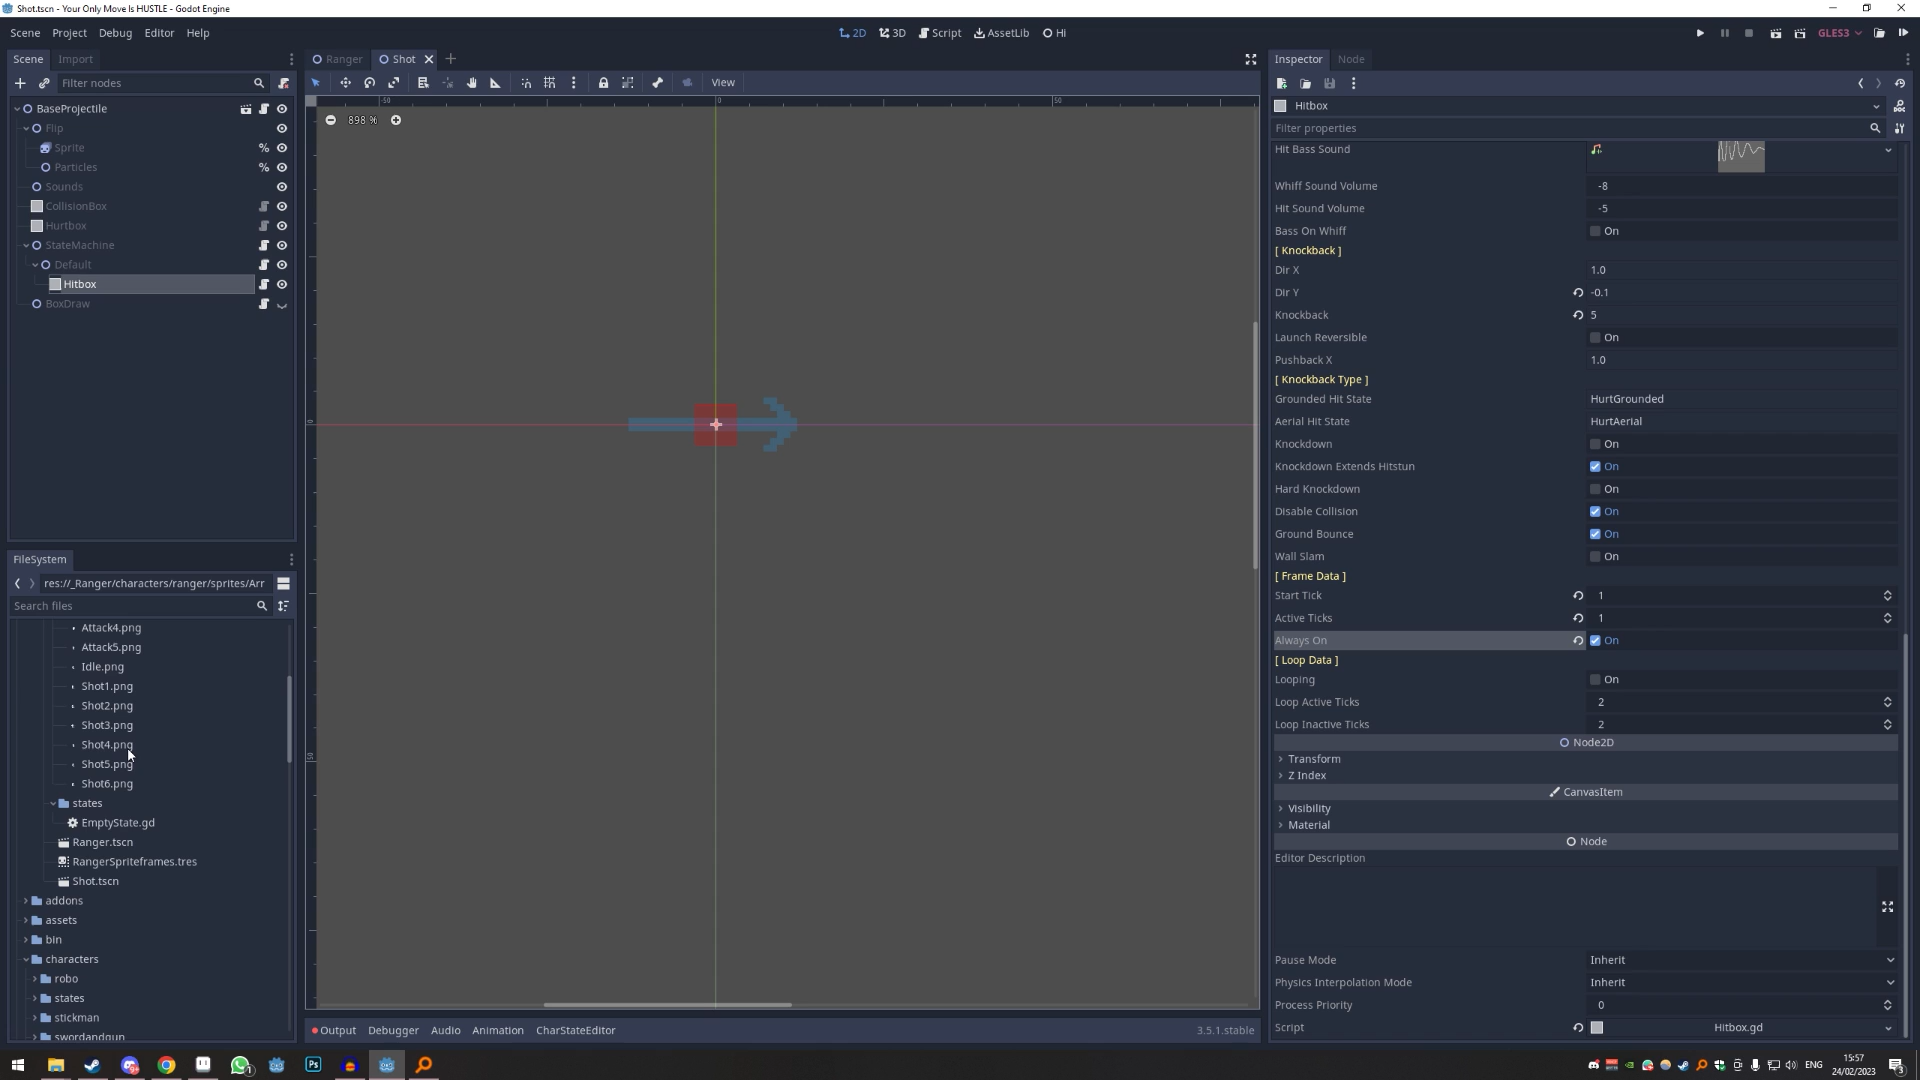 Shot.tscn - Your Only Move Is HUSTLE - Godot Engine
Scene Project Debug Editor Help
2D 3D Script AssetLib Hi
GLES3
Scene Import
Ranger Shot
Inspector Node
Filter nodes
View
Hitbox
Filter properties
BaseProjectile
Flip
Sprite
Particles
Sounds
CollisionBox
Hurtbox
StateMachine
Default
Hitbox
BoxDraw
50 0 50
898 %
0
50
Hit Bass Sound
Whiff Sound Volume -8
Hit Sound Volume -5
Bass On Whiff On
[ Knockback ]
Dir X 1.0
Dir Y -0.1
Knockback 5
Launch Reversible On
Pushback X 1.0
[ Knockback Type ]
Grounded Hit State HurtGrounded
Aerial Hit State HurtAerial
Knockdown On
Knockdown Extends Hitstun On
Hard Knockdown On
Disable Collision On
Ground Bounce On
Wall Slam On
[ Frame Data ]
Start Tick 1
Active Ticks 1
Always On On
[ Loop Data ]
Looping On
Loop Active Ticks 2
Loop Inactive Ticks 2
Node2D
Transform
Z Index
CanvasItem
Visibility
Material
Node
Editor Description
Pause Mode Inherit
Physics Interpolation Mode Inherit
Process Priority 0
Script Hitbox.gd
FileSystem
res://_Ranger/characters/ranger/sprites/Arr
Search files
Attack4.png
Attack5.png
Idle.png
Shot1.png
Shot2.png
Shot3.png
Shot4.png
Shot5.png
Shot6.png
states
EmptyState.gd
Ranger.tscn
RangerSpriteframes.tres
Shot.tscn
addons
assets
bin
characters
robo
states
stickman
swordandgun
Output Debugger Audio Animation CharStateEditor 3.5.1.stable
ENG
15:57
24/02/2023